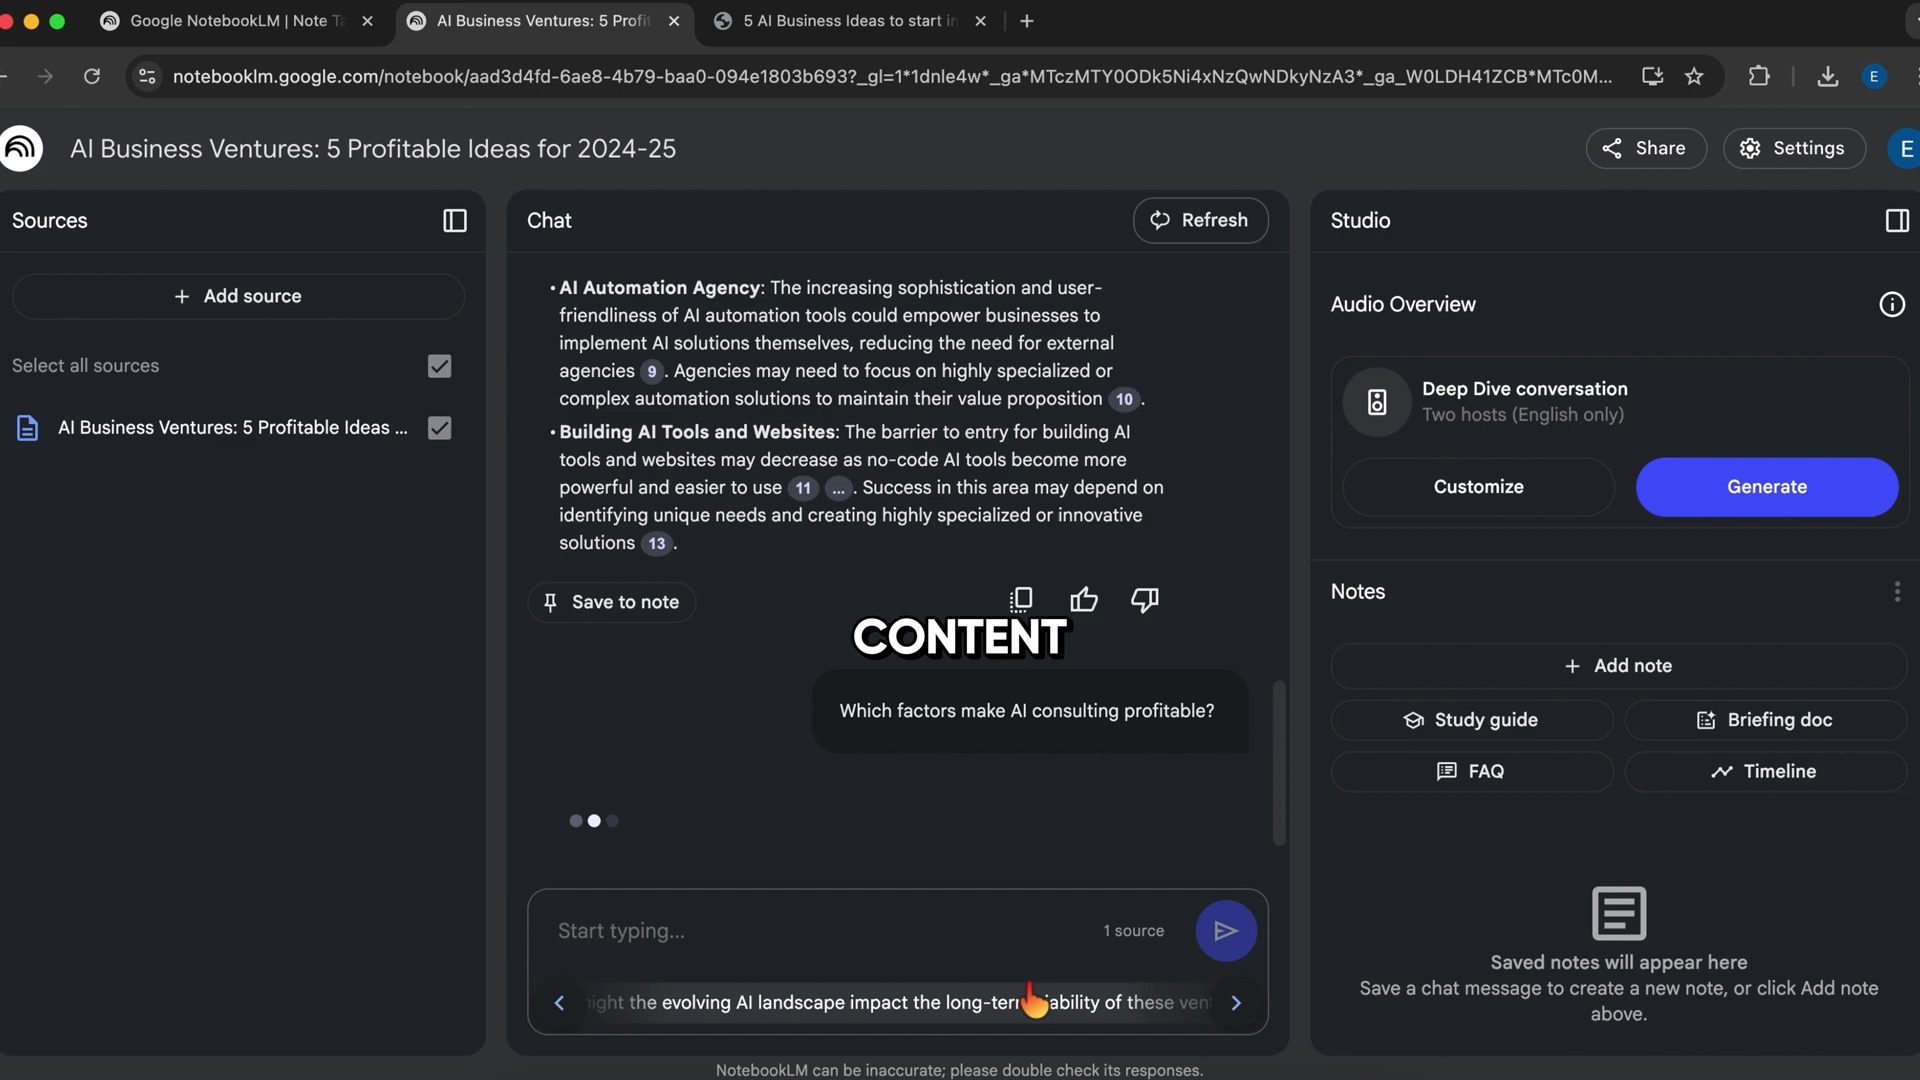 Google NotebookLM | Note Ta
AI Business Ventures: 5 Profit
5 AI Business Ideas to start in
notebooklm.google.com/notebook/aad3d4fd-6ae8-4b79-baa0-094e1803b693?_gl=1*1dnle4w*_ga*MTczMTY0ODk5Ni4xNzQwNDkyNzA3*_ga_W0LDH41ZCB*MTc0M...
E
AI Business Ventures: 5 Profitable Ideas for 2024-25
Share
Settings
E
Sources
Add source
Select all sources
AI Business Ventures: 5 Profitable Ideas ...
Chat
Refresh
• AI Automation Agency: The increasing sophistication and user-
friendliness of AI automation tools could empower businesses to
implement AI solutions themselves, reducing the need for external
agencies 9. Agencies may need to focus on highly specialized or
complex automation solutions to maintain their value proposition 10.
• Building AI Tools and Websites: The barrier to entry for building AI
tools and websites may decrease as no-code AI tools become more
powerful and easier to use 11 .... Success in this area may depend on
identifying unique needs and creating highly specialized or innovative
solutions 13.
Save to note
CONTENT
Which factors make AI consulting profitable?
Start typing...
1 source
the evolving AI landscape impact the long-term of these
NotebookLM can be inaccurate; please double check its responses.
Studio
Audio Overview
Deep Dive conversation
Two hosts (English only)
Customize
Generate
Notes
Add note
Study guide
Briefing doc
FAQ
Timeline
Saved notes will appear here
Save a chat message to create a new note, or click Add note
above.